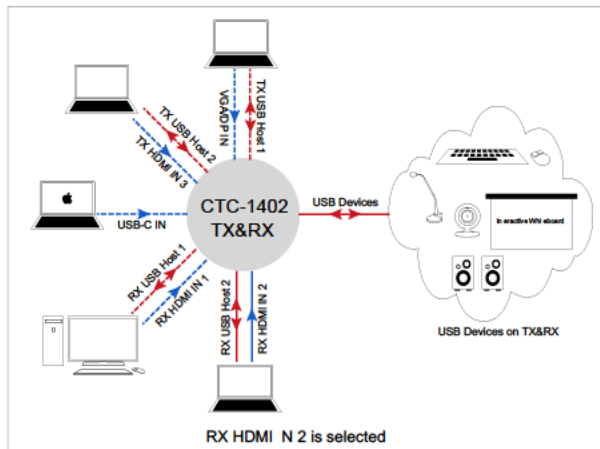 TX USB Host 2
TX HDMI IN 3
VGA/DP IN
TX USB Host 1
CTC-1402
TX&RX
USB Devices
USB-C IN
RX USB Host 1
RX HDMI IN 1
RX USB Host 2
RX HDMI IN 2
In eractive Whi eboard
USB Devices on TX&RX
RX HDMI N 2 is selected